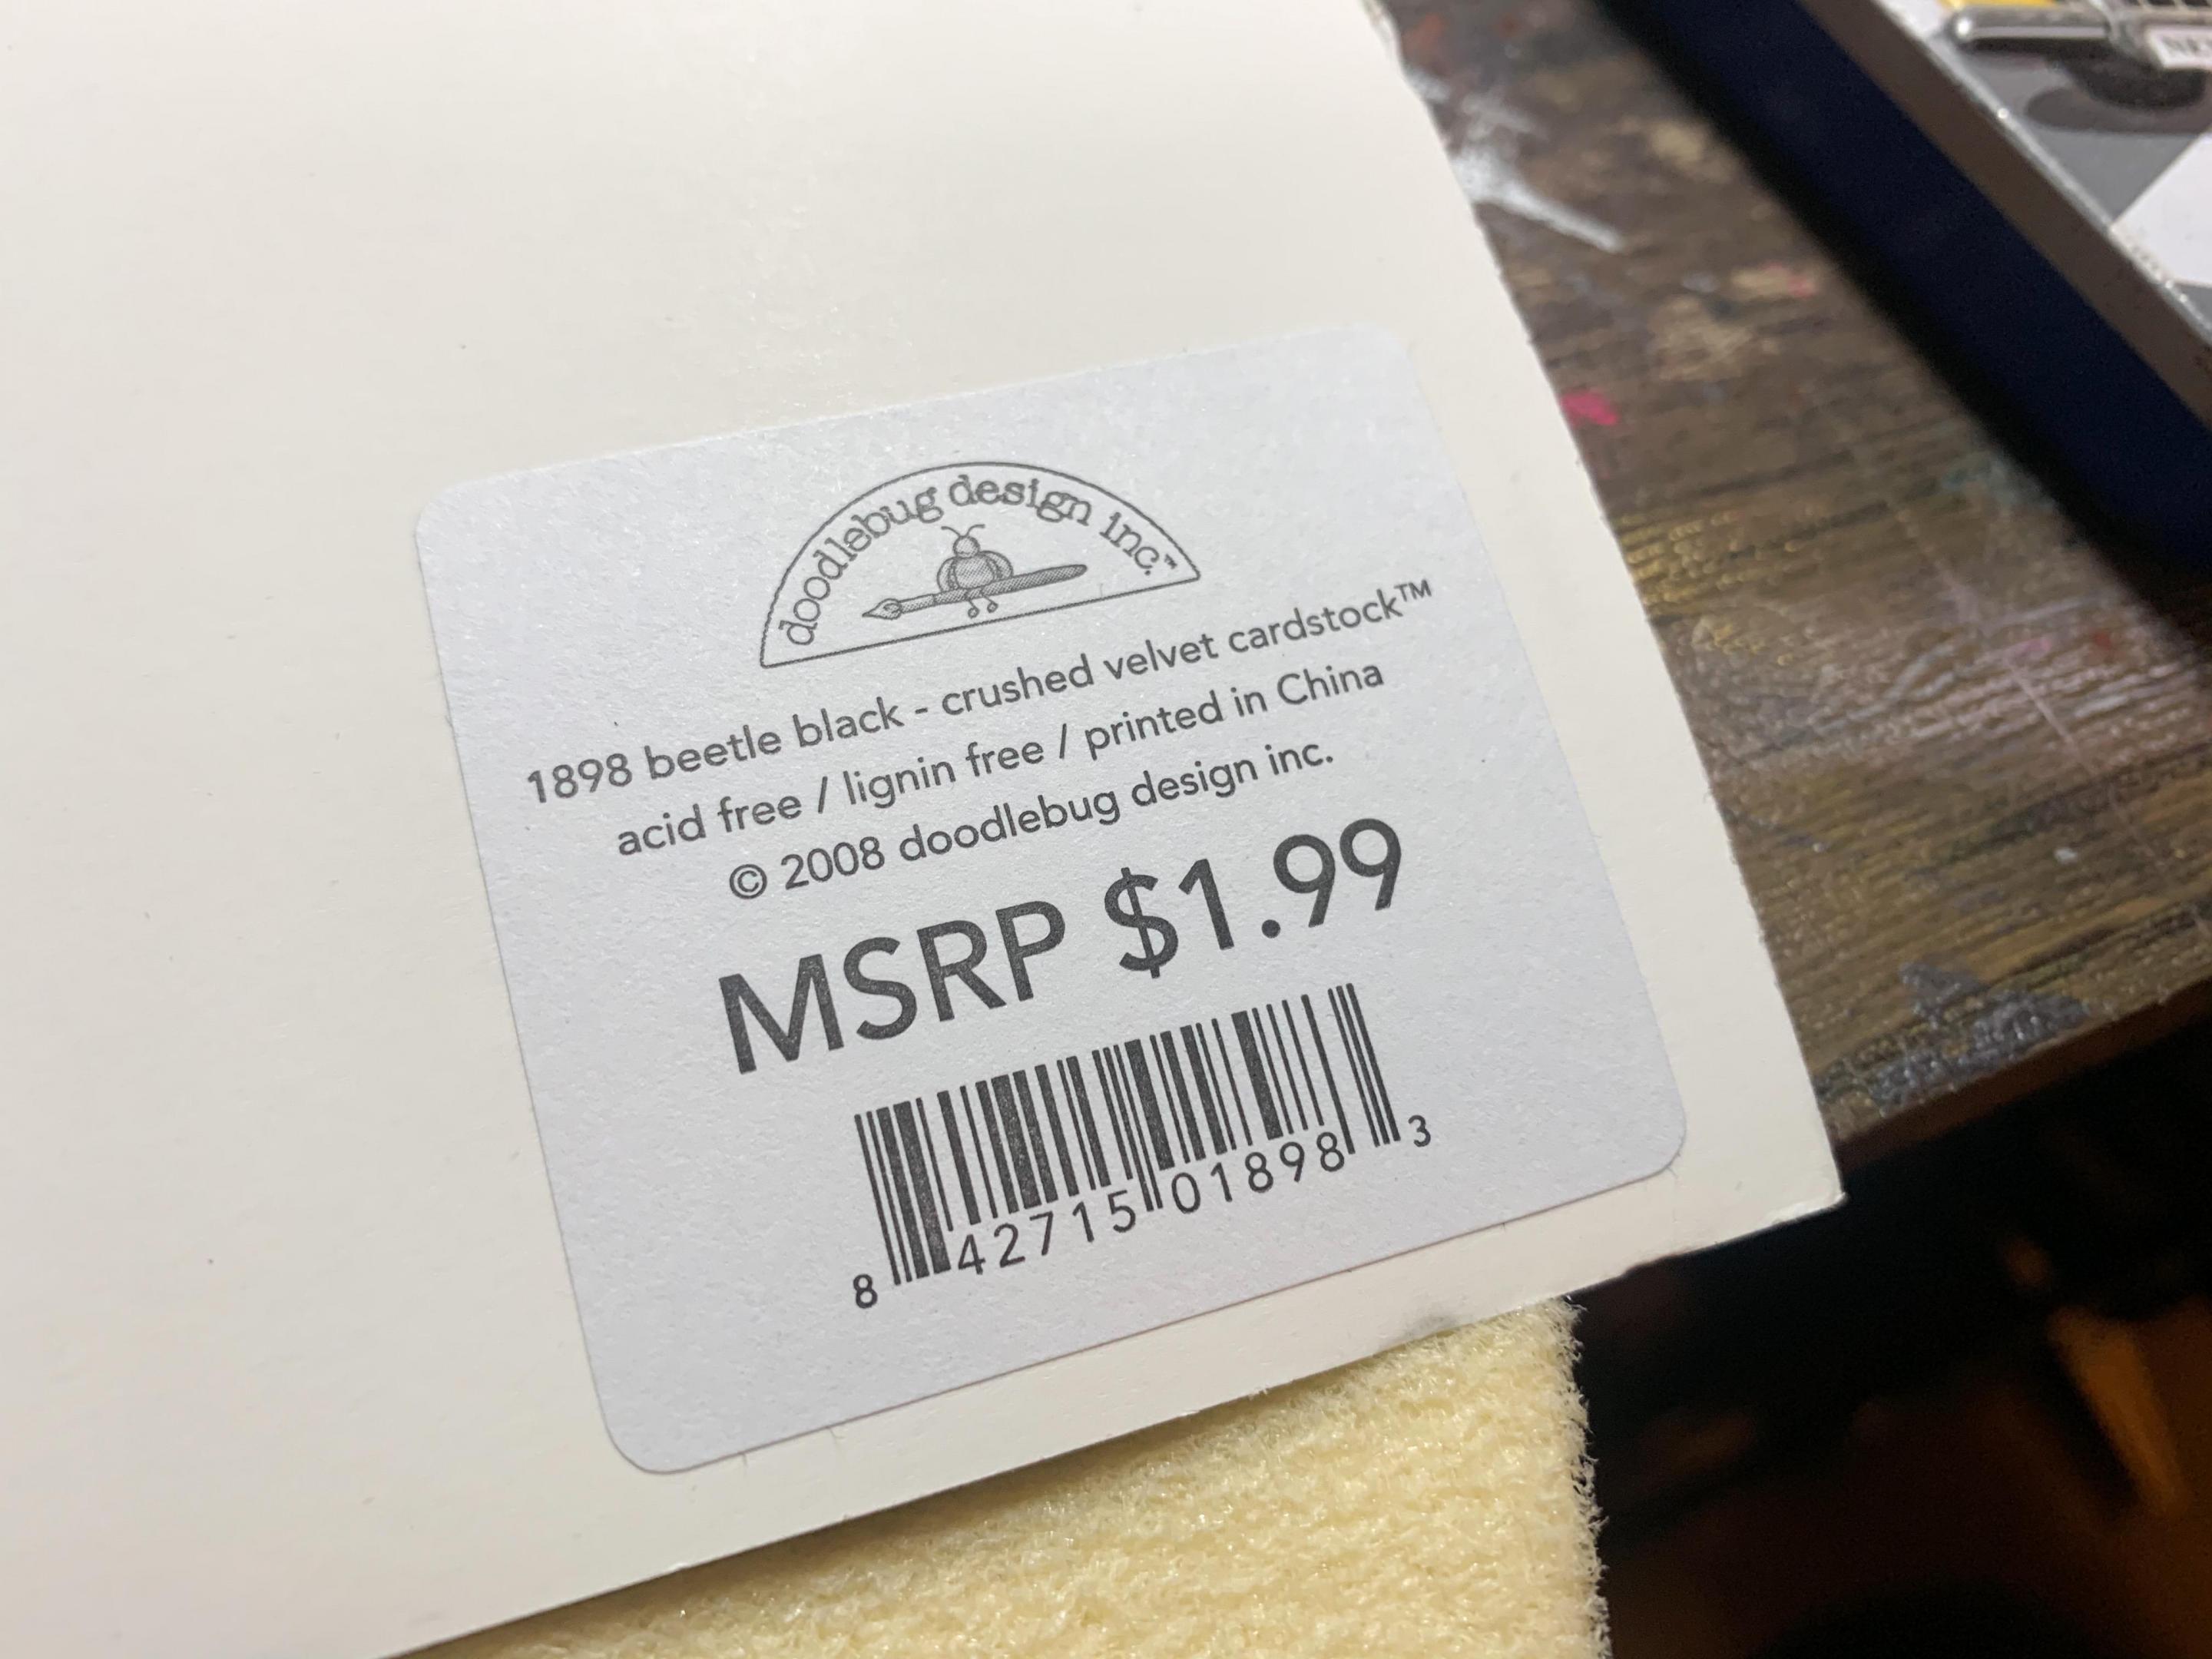 doodlebug design inc.™
1898 beetle black - crushed velvet cardstock™
acid free / lignin free / printed in China
© 2008 doodlebug design inc.
MSRP $1.99
8 42715 01898 3